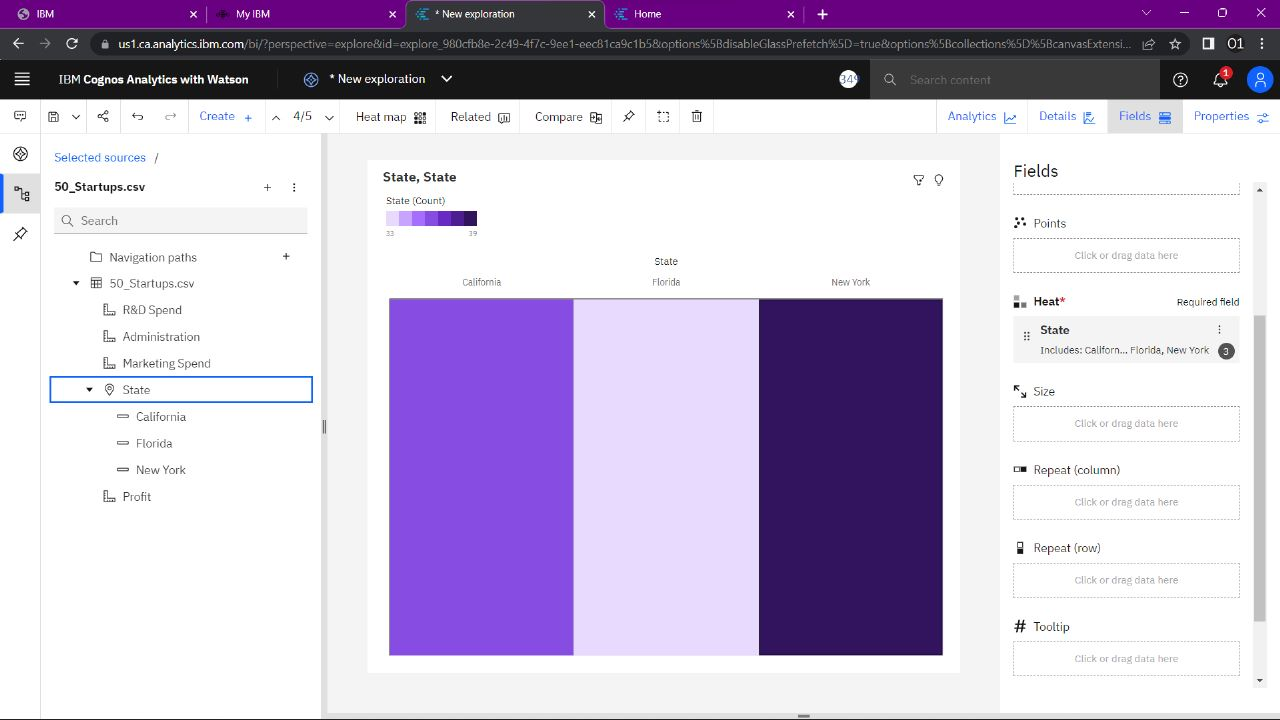 IBM
My IBM
* New exploration
Home
us1.ca.analytics.ibm.com/bi/?perspective=explore&id=explore_980cfb8e-2c49-4f7c-9ee1-eec81ca9c1b5&options%5BdisableGlassPrefetch%5D=true&options%5Bcollections%5D%5BcanvasExtensi...
01
IBM Cognos Analytics with Watson
* New exploration
349
Search content
1
Create
4/5
Heat map
Related
Compare
Analytics
Details
Fields
Properties
Selected sources /
50_Startups.csv
Search
Navigation paths
50_Startups.csv
R&D Spend
Administration
Marketing Spend
State
California
Florida
New York
Profit
State, State
State (Count)
33 39
State
California Florida New York
Fields
Points
Click or drag data here
Heat* Required field
State
Includes: Californ... Florida, New York 3
Size
Click or drag data here
Repeat (column)
Click or drag data here
Repeat (row)
Click or drag data here
Tooltip
Click or drag data here